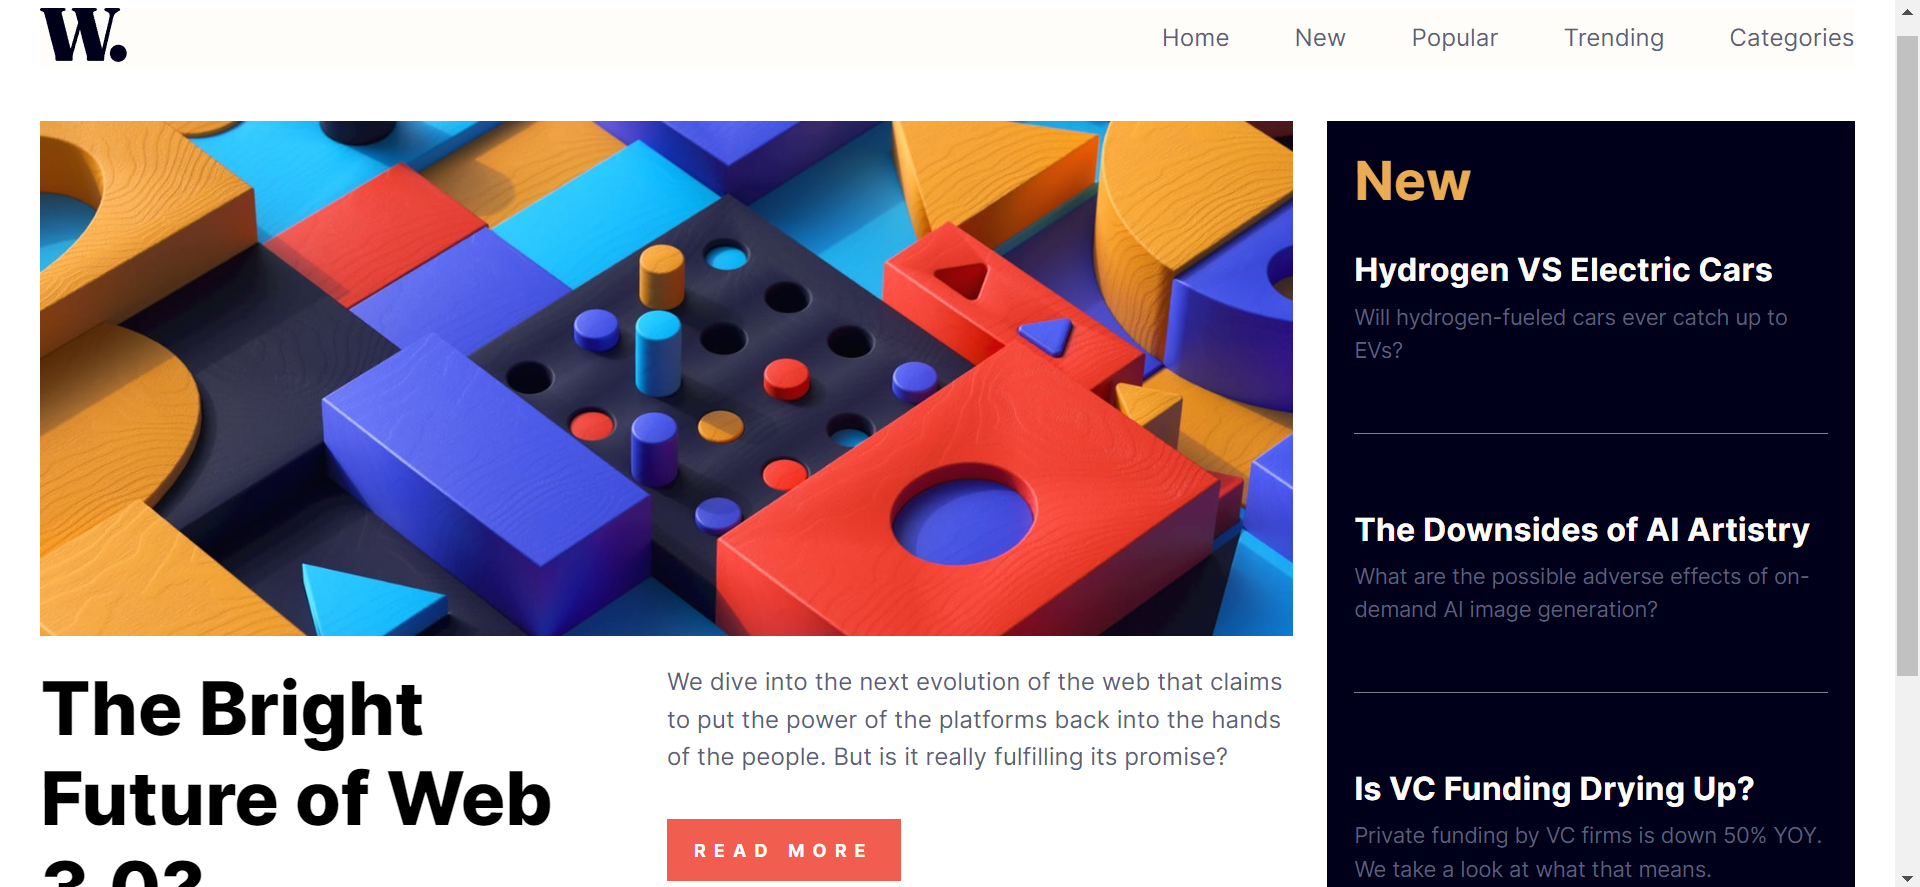 W.
Home New Popular Trending Categories
The Bright
Future of Web
3.0?
We dive into the next evolution of the web that claims
to put the power of the platforms back into the hands
of the people. But is it really fulfilling its promise?
READ MORE
New
Hydrogen VS Electric Cars
Will hydrogen-fueled cars ever catch up to
EVs?
The Downsides of AI Artistry
What are the possible adverse effects of on-
demand AI image generation?
Is VC Funding Drying Up?
Private funding by VC firms is down 50% YOY.
We take a look at what that means.